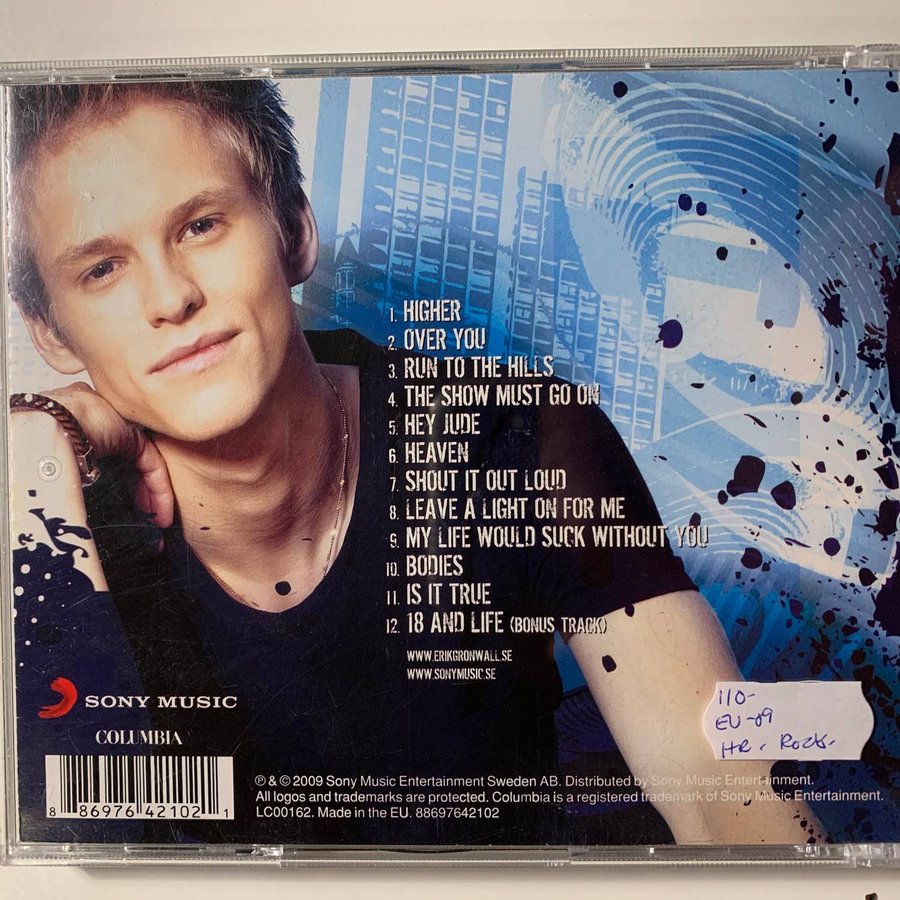 1. HIGHER
2. OVER YOU
3. RUN TO THE HILLS
4. THE SHOW MUST GO ON
5. HEY JUDE
6. HEAVEN
7. SHOUT IT OUT LOUD
8. LEAVE A LIGHT ON FOR ME
9. MY LIFE WOULD SUCK WITHOUT YOU
10. BODIES
11. IS IT TRUE
12. 18 AND LIFE (BONUS TRACK)
WWW.ERIKGRONWALL.SE
WWW.SONYMUSIC.SE
SONY MUSIC
COLUMBIA
110-
EU-09
HR. Rock.
8 86976 42102 1
℗ & © 2009 Sony Music Entertainment Sweden AB. Distributed by Sony Music Entertainment.
All logos and trademarks are protected. Columbia is a registered trademark of Sony Music Entertainment.
LC00162. Made in the EU. 88697642102